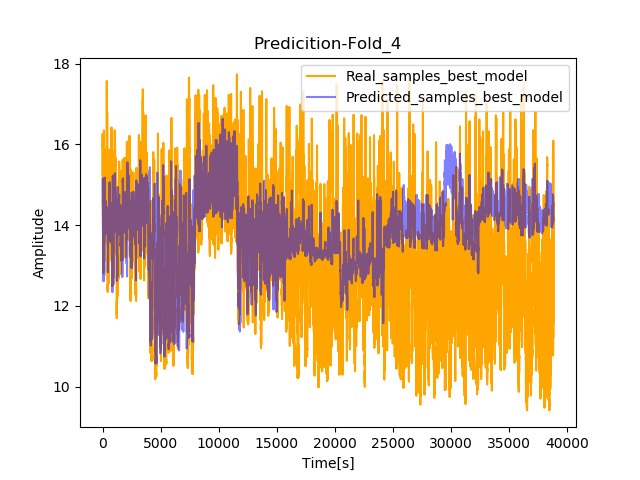 Predicition-Fold_4
Real_samples_best_model
Predicted_samples_best_model
18
16
14
12
10
Amplitude
0 5000 10000 15000 20000 25000 30000 35000 40000
Time[s]